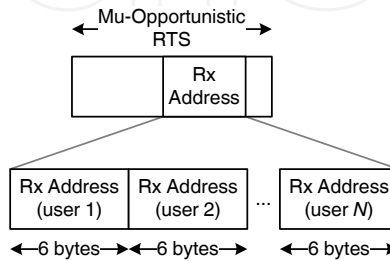 Mu-Opportunistic
RTS
Rx
Address
Rx Address
(user 1)
Rx Address
(user 2)
...
Rx Address
(user N)
6 bytes
6 bytes
6 bytes